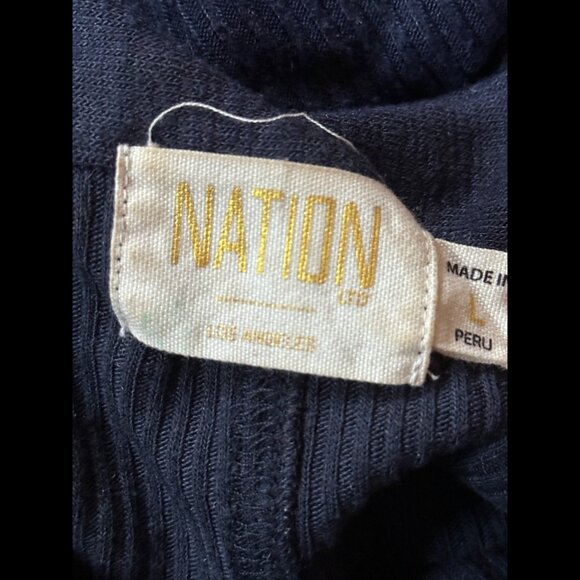 NATION
LTD
LOS ANGELES
MADE IN
L
PERU